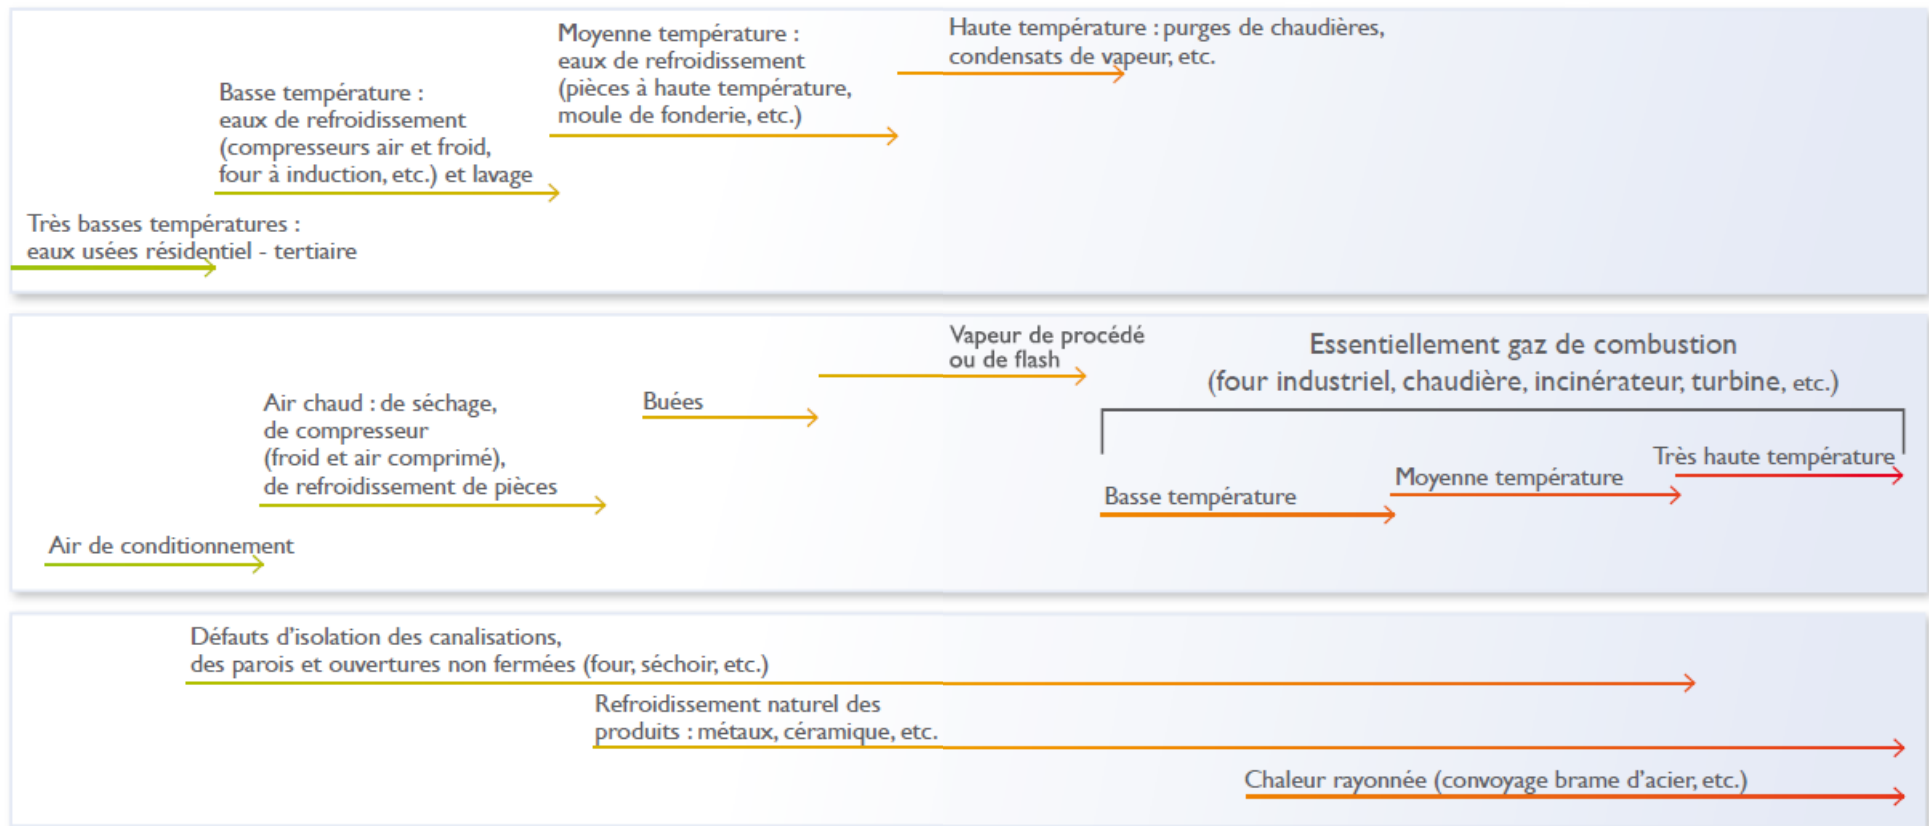 Haute température : purges de chaudières,
condensats de vapeur, etc.
Moyenne température :
eaux de refroidissement
(pièces à haute température,
moule de fonderie, etc.)
Basse température :
eaux de refroidissement
(compresseurs air et froid,
four à induction, etc.) et lavage
Très basses températures :
eaux usées résidentiel - tertiaire
Vapeur de procédé
ou de flash
Essentiellement gaz de combustion
(four industriel, chaudière, incinérateur, turbine, etc.)
Buées
Air chaud : de séchage,
de compresseur
(froid et air comprimé),
de refroidissement de pièces
Très haute température
Moyenne température
Basse température
Air de conditionnement
Défauts d'isolation des canalisations,
des parois et ouvertures non fermées (four, séchoir, etc.)
Refroidissement naturel des
produits : métaux, céramique, etc.
Chaleur rayonnée (convoyage brame d'acier, etc.)